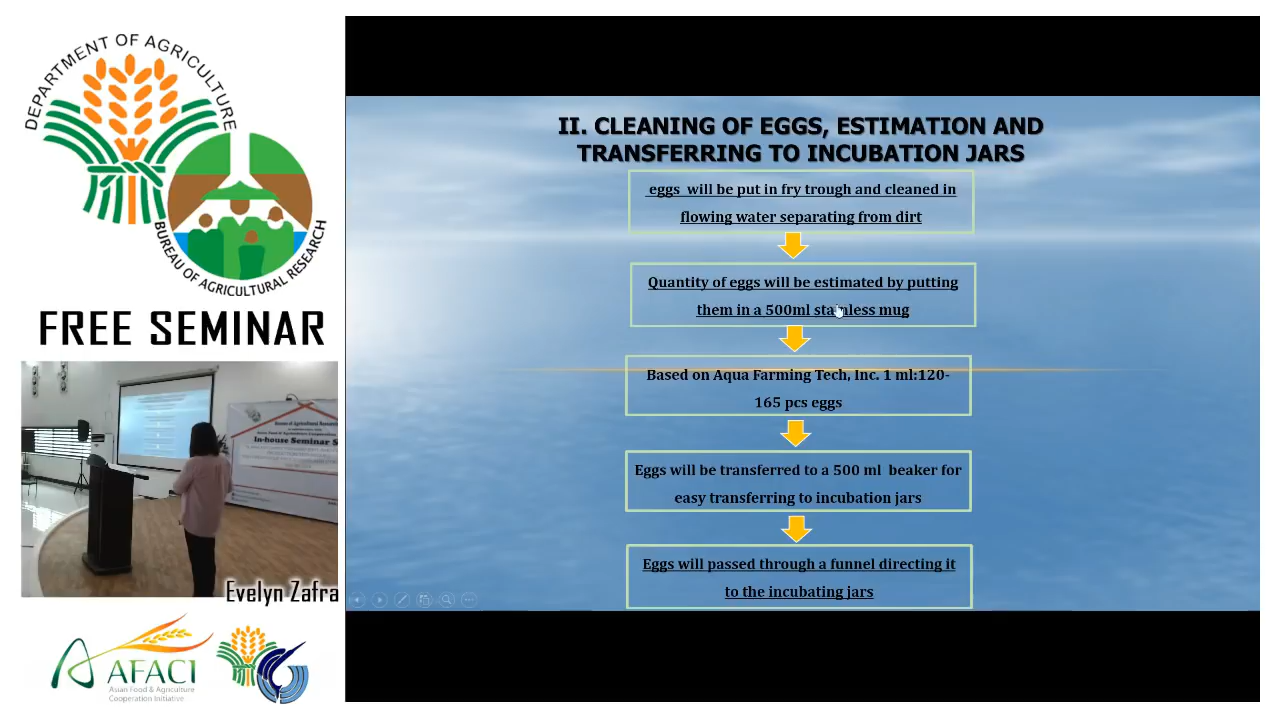 DEPARTMENT OF AGRICULTURE
BUREAU OF AGRICULTURAL RESEARCH
FREE SEMINAR
In-house Seminar S
Evelyn Zafra
AFACI
Asian Food & Agriculture
Cooperation Initiative
II. CLEANING OF EGGS, ESTIMATION AND
TRANSFERRING TO INCUBATION JARS
eggs will be put in fry trough and cleaned in
flowing water separating from dirt
Quantity of eggs will be estimated by putting
them in a 500ml stainless mug
Based on Aqua Farming Tech, Inc. 1 ml:120-
165 pcs eggs
Eggs will be transferred to a 500 ml beaker for
easy transferring to incubation jars
Eggs will passed through a funnel directing it
to the incubating jars